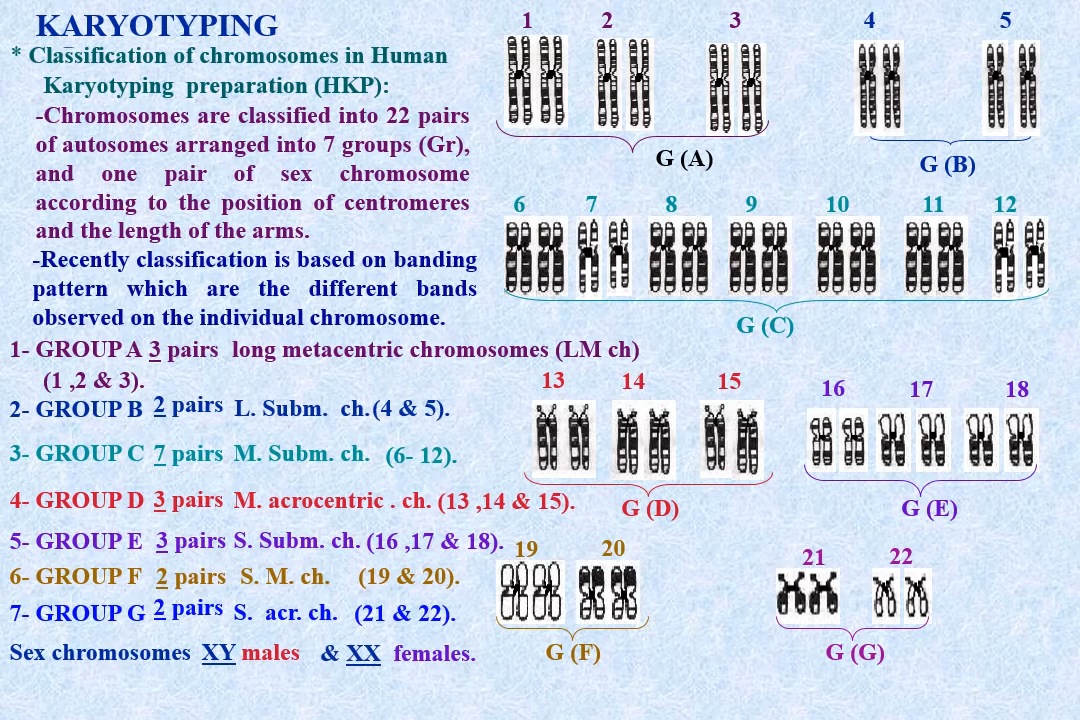 KARYOTYPING
* Classification of chromosomes in Human
Karyotyping preparation (HKP):
-Chromosomes are classified into 22 pairs
of autosomes arranged into 7 groups (Gr),
and one pair of sex chromosome
according to the position of centromeres
and the length of the arms.
-Recently classification is based on banding
pattern which are the different bands
observed on the individual chromosome.
1- GROUP A 3 pairs long metacentric chromosomes (LM ch)
(1 ,2 & 3).
2- GROUP B 2 pairs L. Subm. ch. (4 & 5).
3- GROUP C 7 pairs M. Subm. ch. (6- 12).
4- GROUP D 3 pairs M. acrocentric . ch. (13 ,14 & 15).
5- GROUP E 3 pairs S. Subm. ch. (16 ,17 & 18).
6- GROUP F 2 pairs S. M. ch. (19 & 20).
7- GROUP G 2 pairs S. acr. ch. (21 & 22).
Sex chromosomes XY males & XX females.
1 2 3 4 5
G (A) G (B)
6 7 8 9 10 11 12
G (C)
13 14 15 16 17 18
G (D) G (E)
19 20 21 22
G (F) G (G)